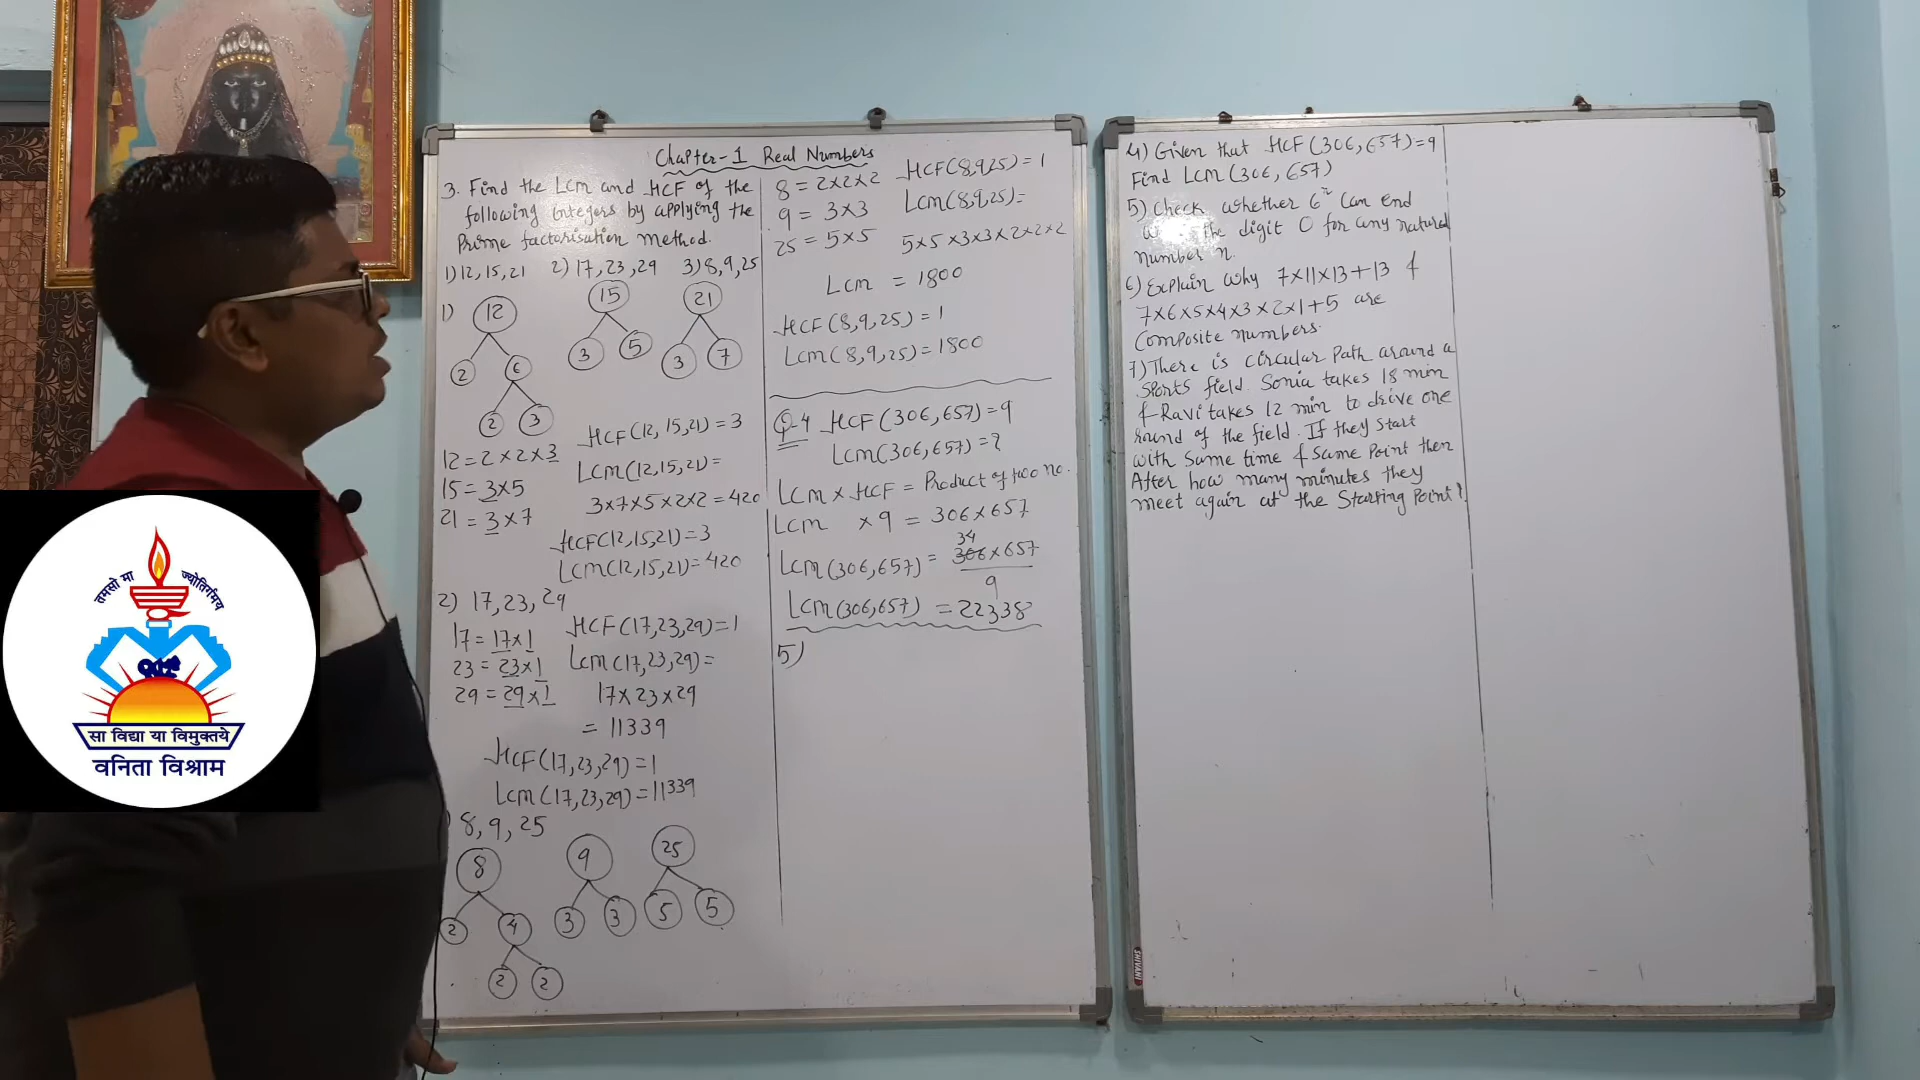 Chapter-1 Real Numbers
3. Find the Lcm and HCF of the
following integers by applying the
Prime factorisation method.
1) 12, 15, 21 2) 17, 23, 29 3) 8, 9, 25
1) 12
2 6
2 3
15
3 5
21
3 7
12 = 2 × 2 × 3
15 = 3 × 5
21 = 3 × 7
HCF(12, 15, 21) = 3
LCM(12, 15, 21) =
3×7×5×2×2 = 420
HCF(12, 15, 21) = 3
LCM(12, 15, 21) = 420
2) 17, 23, 29
17 = 17×1
23 = 23×1
29 = 29×1
HCF(17, 23, 29) = 1
Lcm(17, 23, 29) =
17×23×29
= 11339
HCF(17, 23, 29) = 1
Lcm(17, 23, 29) = 11339
) 8, 9, 25
8
2 4
2 2
9
3 3
25
5 5
8 = 2×2×2
9 = 3×3
25 = 5×5
HCF(8, 9 25) = 1
Lcm(8, 9, 25) =
5×5×3×3×2×2×2
Lcm = 1800
HCF(8, 9, 25) = 1
Lcm(8, 9, 25) = 1800
Q-4 HCF(306, 657) = 9
Lcm(306, 657) = ?
Lcm × HCF = Product of two no.
Lcm × 9 = 306 × 657
34
Lcm(306, 657) = 306 × 657
9
Lcm(306, 657) = 22338
5)
4) Given that HCF(306, 657) = 9
Find Lcm(306, 657)
5) Check whether 6ⁿ can end
the digit 0 for any natural
number n.
6) Explain why 7×11×13+13 &
7×6×5×4×3×2×1+5 are
Composite numbers.
7) There is circular Path around a
Sports field. Sonia takes 18 min
& Ravi takes 12 min to drive one
round of the field. If they start
with Same time & Same Point then
After how many minutes they
meet again at the Starting Point?
SHIVANI
तमसो मा ज्योतिर्गमय
सा विद्या या विमुक्तये
वनिता विश्राम